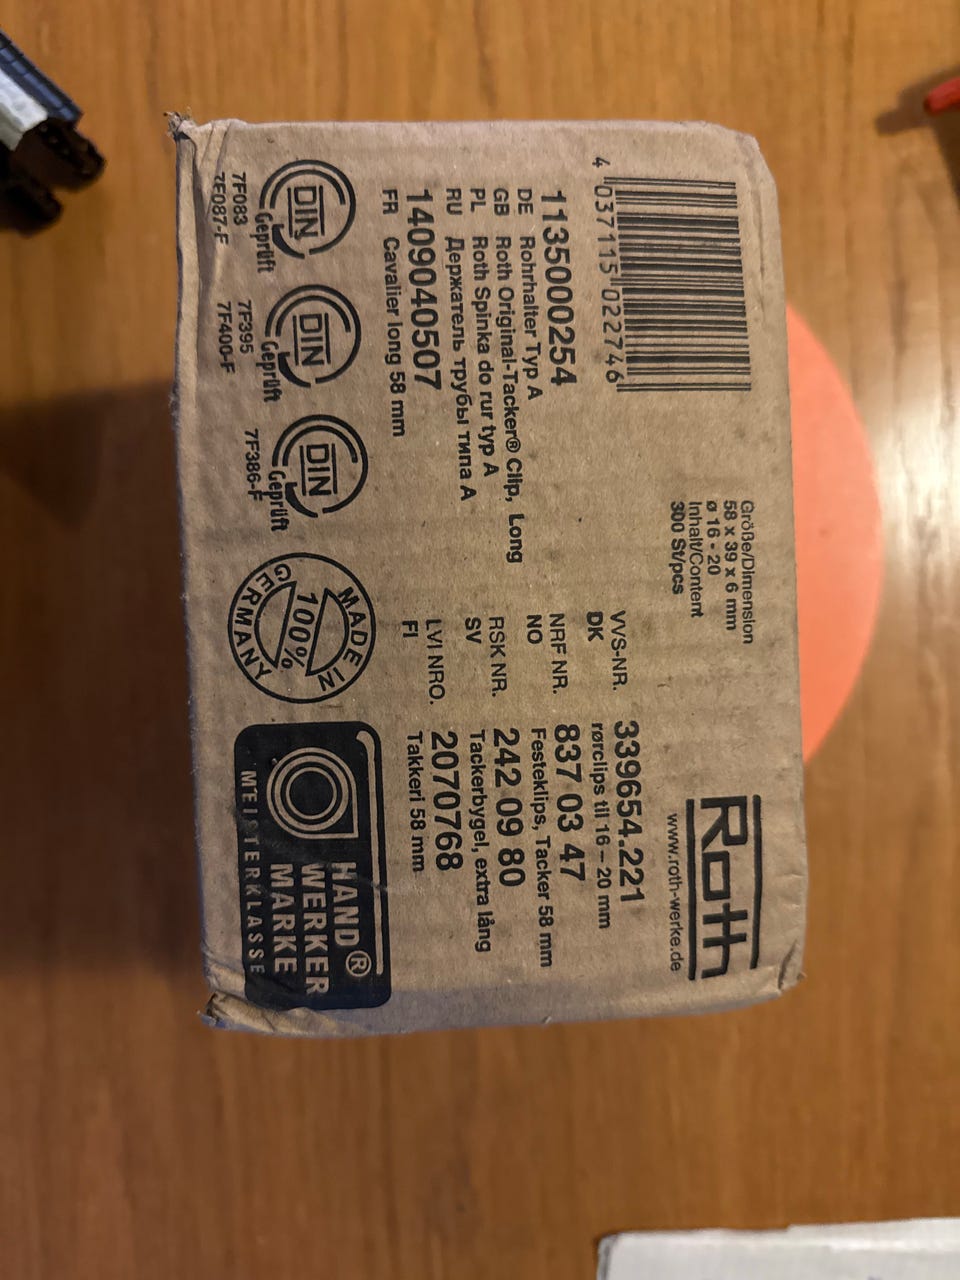 4 037115 022746
Größe/Dimension
58 x 39 x 6 mm
ø 16 - 20
Inhalt/Content
300 St/pcs
Roth
www.roth-werke.de
1135000254
DE Rohrhalter Typ A
GB Roth Original-Tacker® Clip, Long
PL Roth Spinka do rur typ A
RU Держатель трубы типа A
1409040507
FR Cavalier long 58 mm
VVS-NR. 339654.221
DK rørclips til 16 – 20 mm
NRF NR. 837 03 47
NO Festeklips, Tacker 58 mm
RSK NR. 242 09 80
SV Tackerbygel, extra lång
LVI NRO. 2070768
FI Takkeri 58 mm
DIN
Geprüft
7F083
7F087-F
DIN
Geprüft
7F395
7F400-F
DIN
Geprüft
7F386-F
MADE IN
100%
GERMANY
HAND®
WERKER
MARKE
MEISTERKLASSE